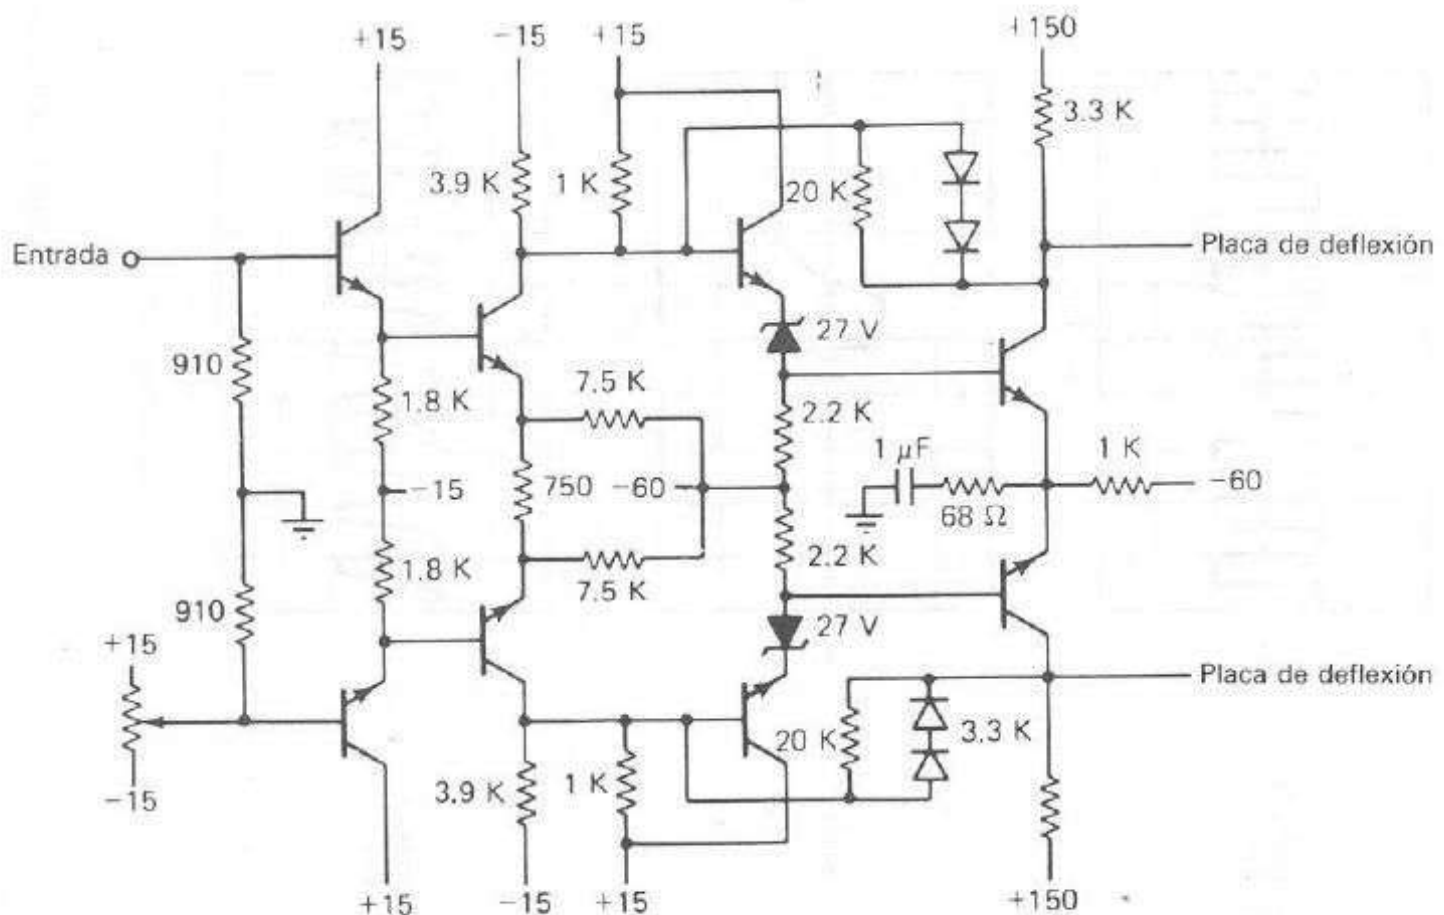 +15
−15
+15
+150
3.3 K
3.9 K
1 K
20 K
Entrada
Placa de deflexión
27 V
910
1.8 K
7.5 K
2.2 K
1 μF
1 K
−15
750
−60
−60
68 Ω
1.8 K
7.5 K
2.2 K
910
27 V
+15
Placa de deflexión
−15
3.9 K
1 K
20 K
3.3 K
+15
−15
+15
+150